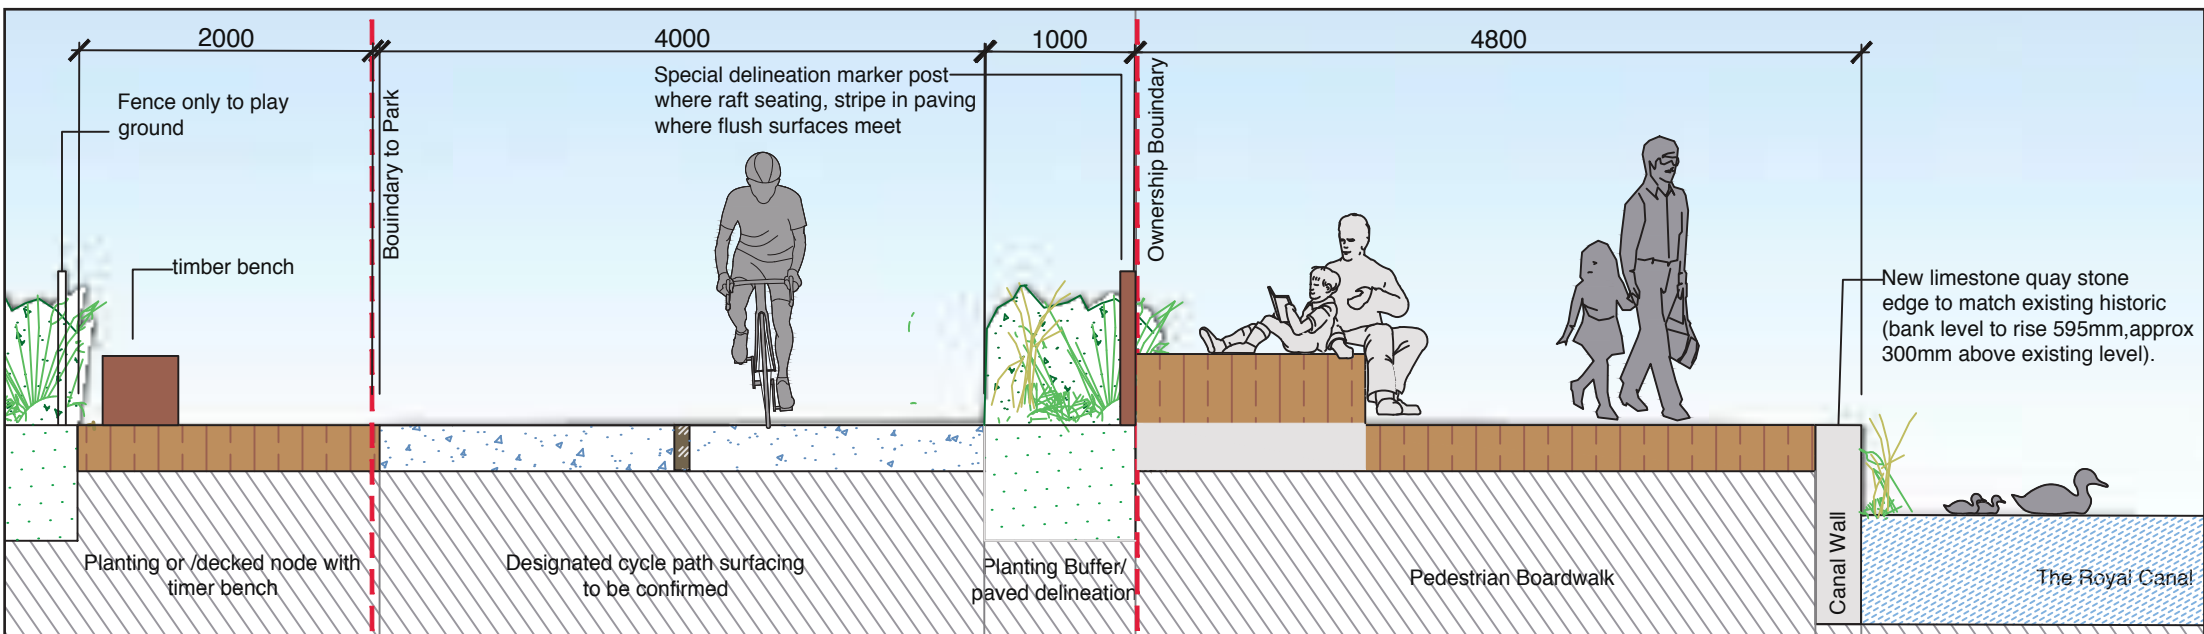 2000
4000
1000
4800
Fence only to play
ground
timber bench
Bouindary to Park
Special delineation marker post
where raft seating, stripe in paving
where flush surfaces meet
Ownership Bouindary
New limestone quay stone
edge to match existing historic
(bank level to rise 595mm,approx
300mm above existing level).
Planting or /decked node with
timer bench
Designated cycle path surfacing
to be confirmed
Planting Buffer/
paved delineation
Pedestrian Boardwalk
Canal Wall
The Royal Canal